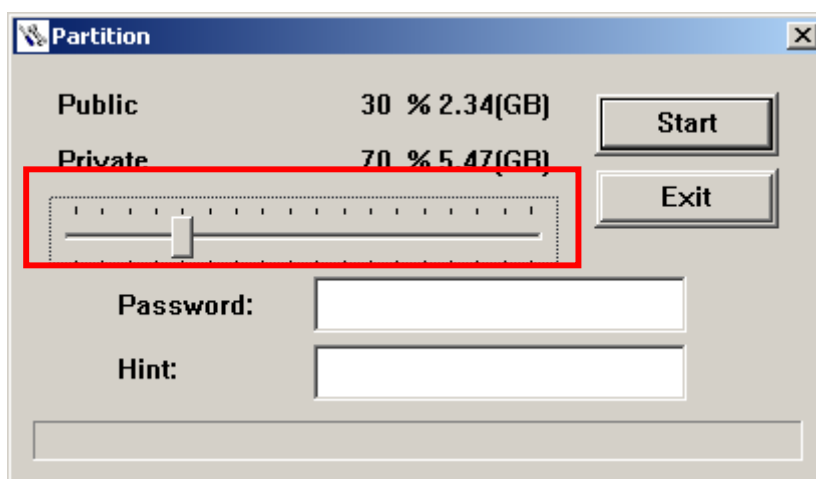 Partition
Public 30 % 2.34(GB)
Start
Private 70 % 5.47(GB)
Exit
Password:
Hint: